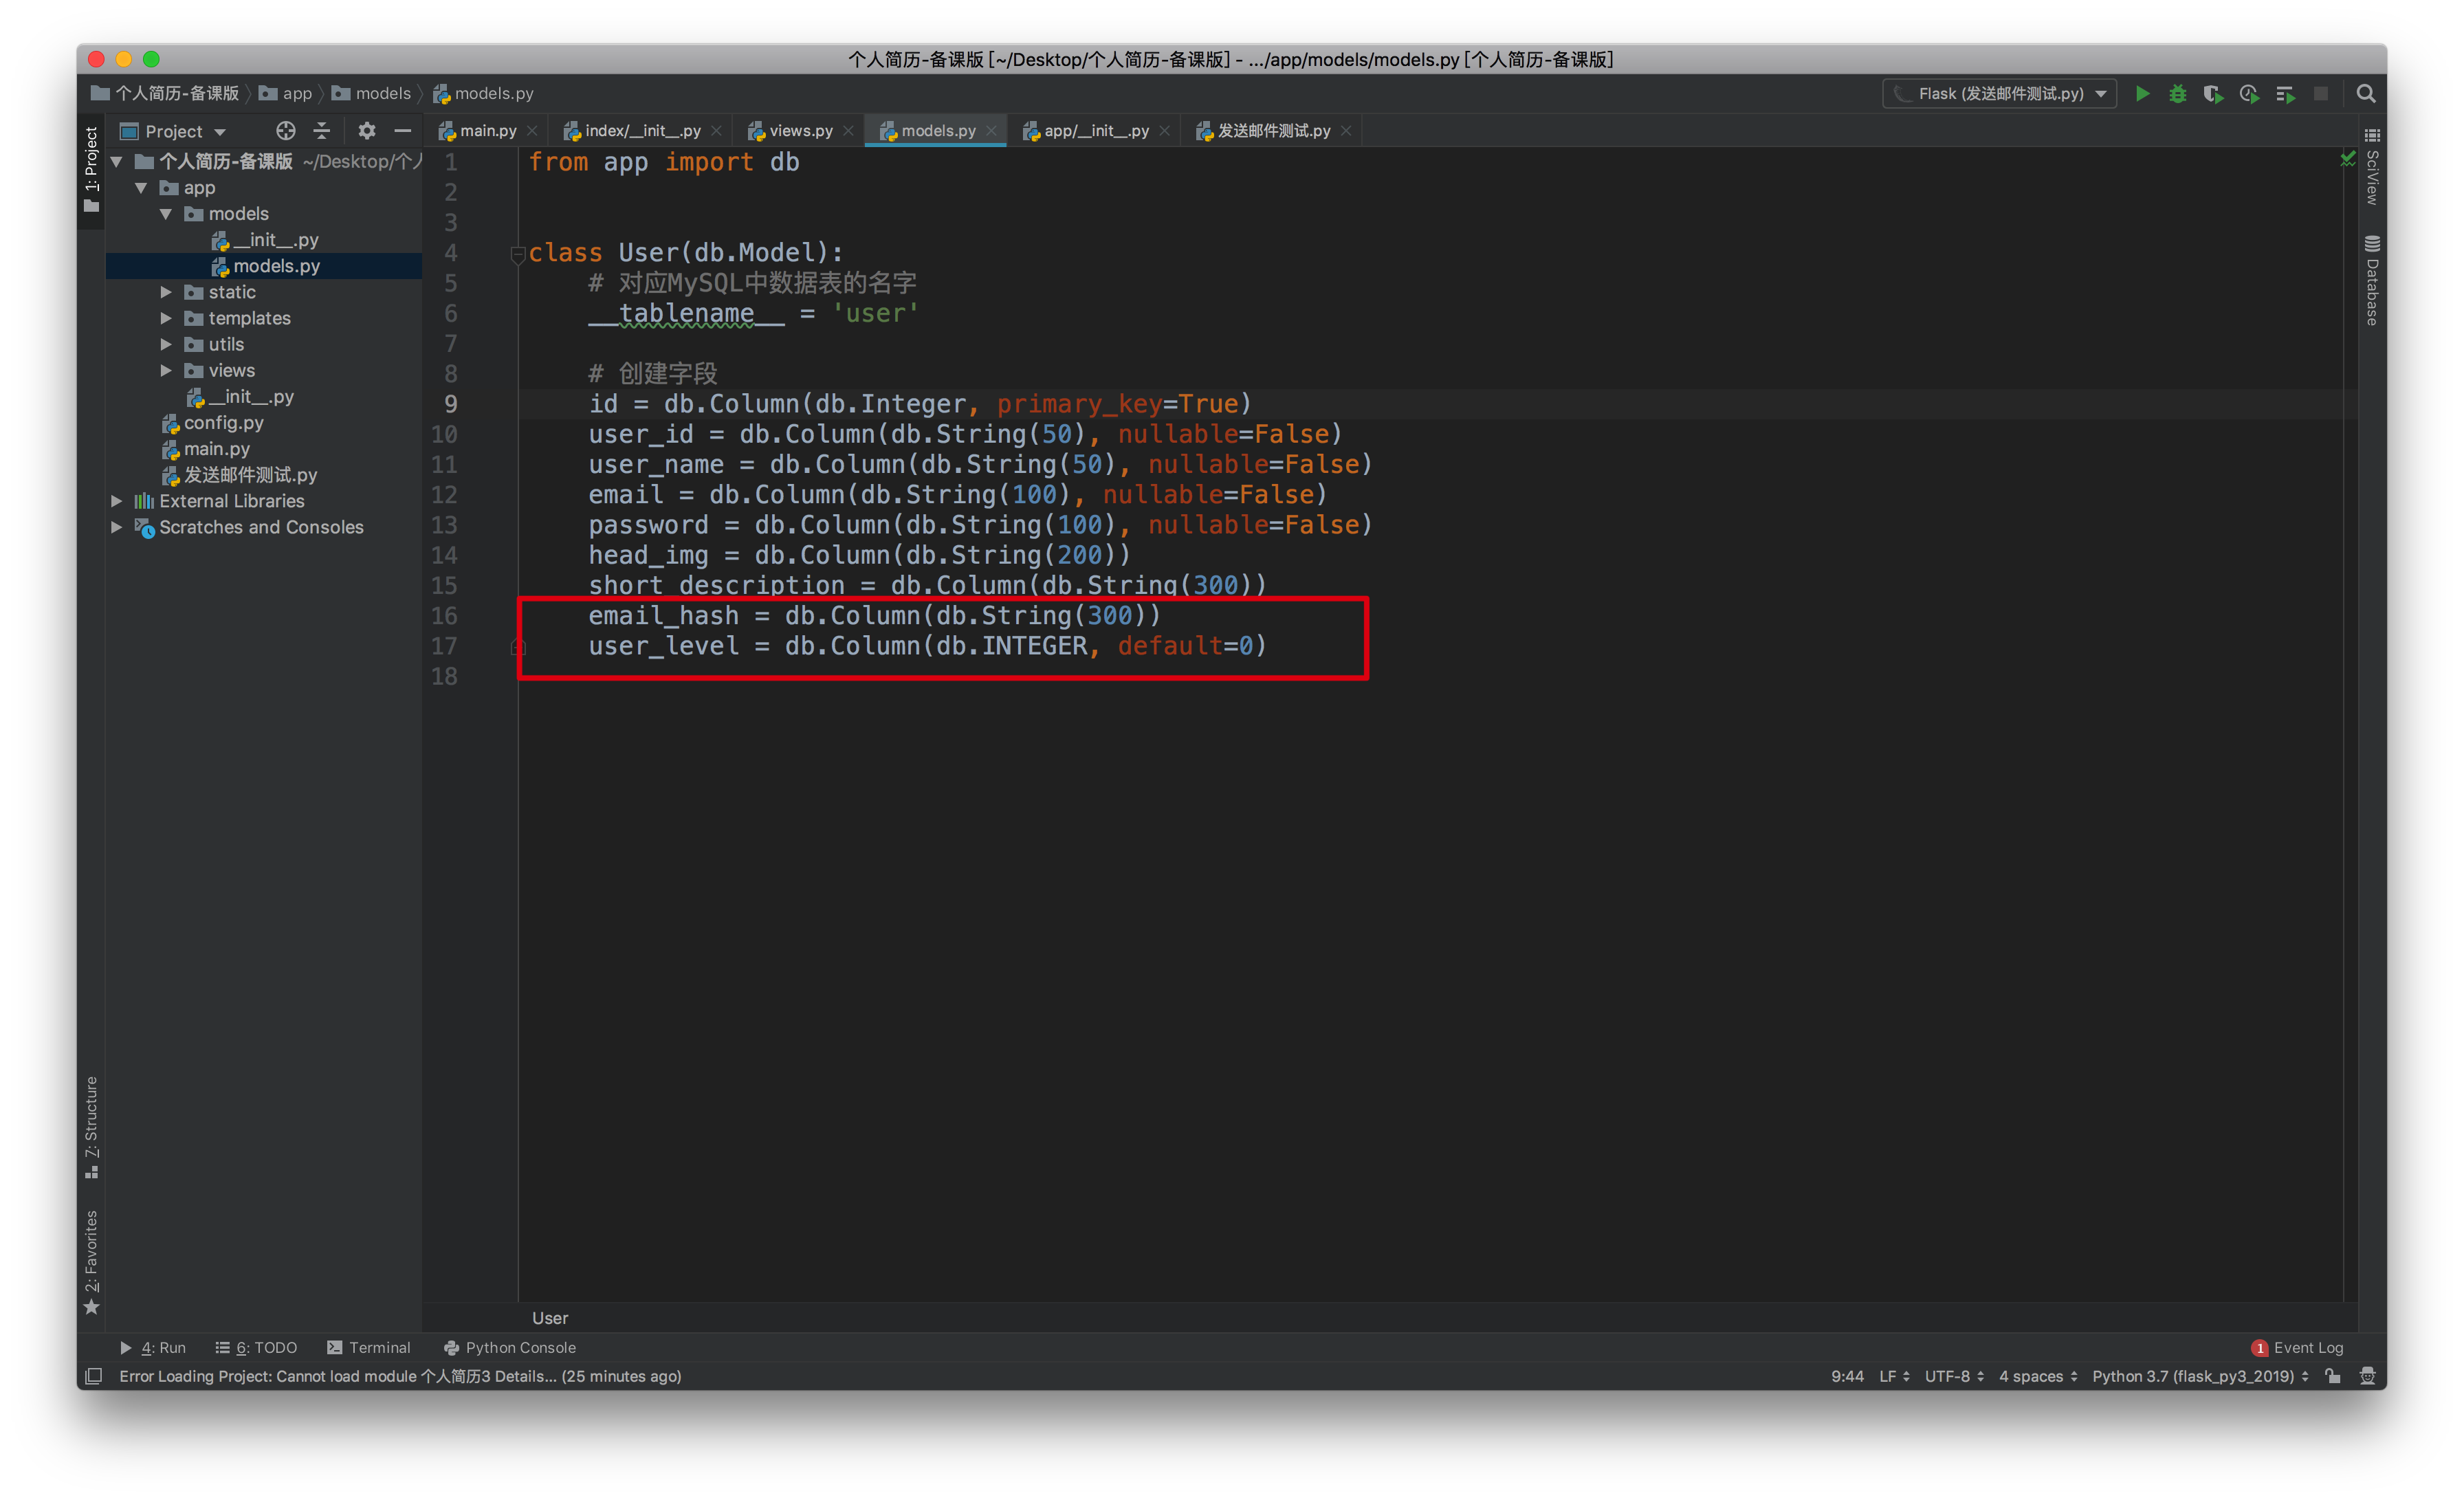 个人简历-备课版 [~/Desktop/个人简历-备课版] - .../app/models/models.py [个人简历-备课版]
个人简历-备课版 app models models.py Flask (发送邮件测试.py)
Project main.py index/__init__.py views.py models.py app/__init__.py 发送邮件测试.py
1: Project
个人简历-备课版 ~/Desktop/个人
app
models
__init__.py
models.py
static
templates
utils
views
__init__.py
config.py
main.py
发送邮件测试.py
External Libraries
Scratches and Consoles
7: Structure
2: Favorites
1 from app import db
2
3
4 class User(db.Model):
5 # 对应MySQL中数据表的名字
6 __tablename__ = 'user'
7
8 # 创建字段
9 id = db.Column(db.Integer, primary_key=True)
10 user_id = db.Column(db.String(50), nullable=False)
11 user_name = db.Column(db.String(50), nullable=False)
12 email = db.Column(db.String(100), nullable=False)
13 password = db.Column(db.String(100), nullable=False)
14 head_img = db.Column(db.String(200))
15 short_description = db.Column(db.String(300))
16 email_hash = db.Column(db.String(300))
17 user_level = db.Column(db.INTEGER, default=0)
18
SciView
Database
User
4: Run 6: TODO Terminal Python Console 1 Event Log
Error Loading Project: Cannot load module 个人简历3 Details... (25 minutes ago) 9:44 LF UTF-8 4 spaces Python 3.7 (flask_py3_2019)